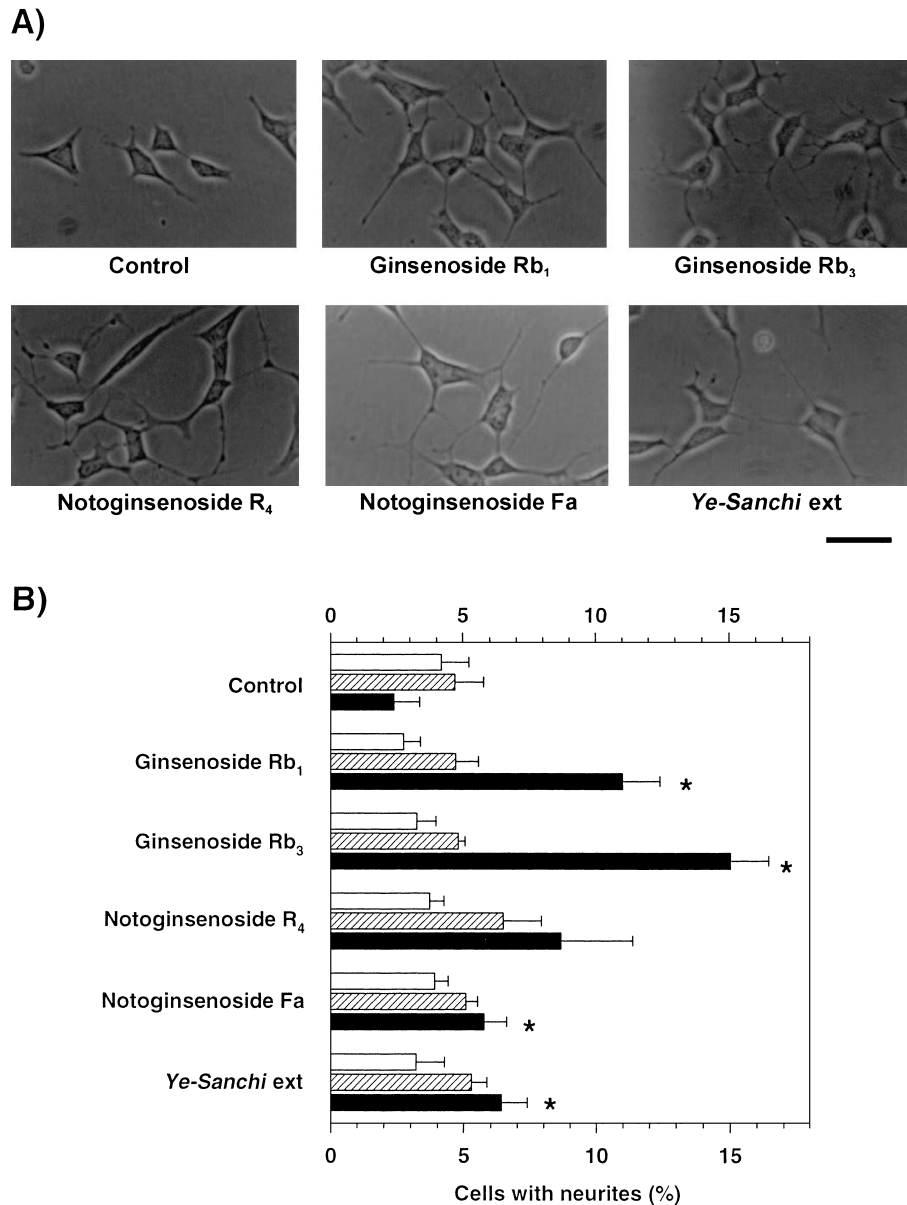 A)
Control Ginsenoside Rb₁ Ginsenoside Rb₃
Notoginsenoside R₄ Notoginsenoside Fa Ye-Sanchi ext
B)
0 5 10 15
Control
Ginsenoside Rb₁
*
Ginsenoside Rb₃
*
Notoginsenoside R₄
Notoginsenoside Fa
*
Ye-Sanchi ext
*
0 5 10 15
Cells with neurites (%)